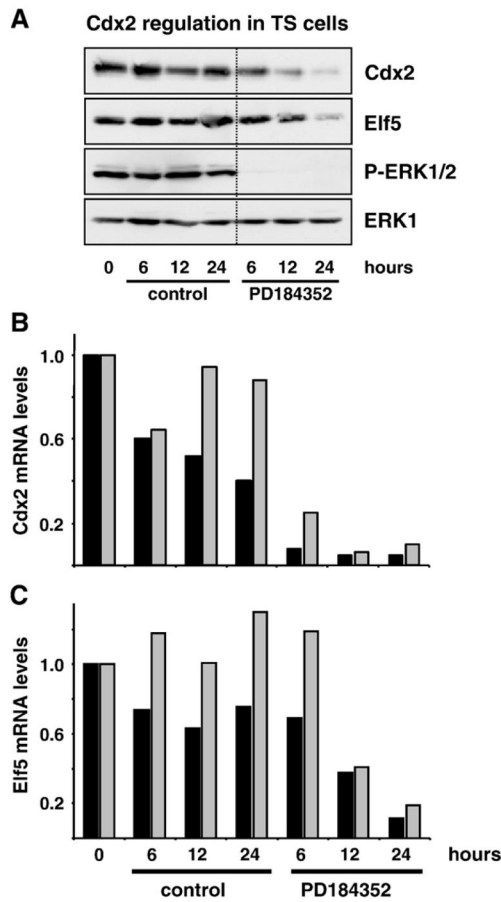 A
Cdx2 regulation in TS cells
Cdx2
Elf5
P-ERK1/2
ERK1
0 6 12 24 6 12 24 hours
control PD184352
B
Cdx2 mRNA levels
1.0
0.6
0.2
C
Elf5 mRNA levels
1.0
0.6
0.2
0 6 12 24 6 12 24 hours
control PD184352